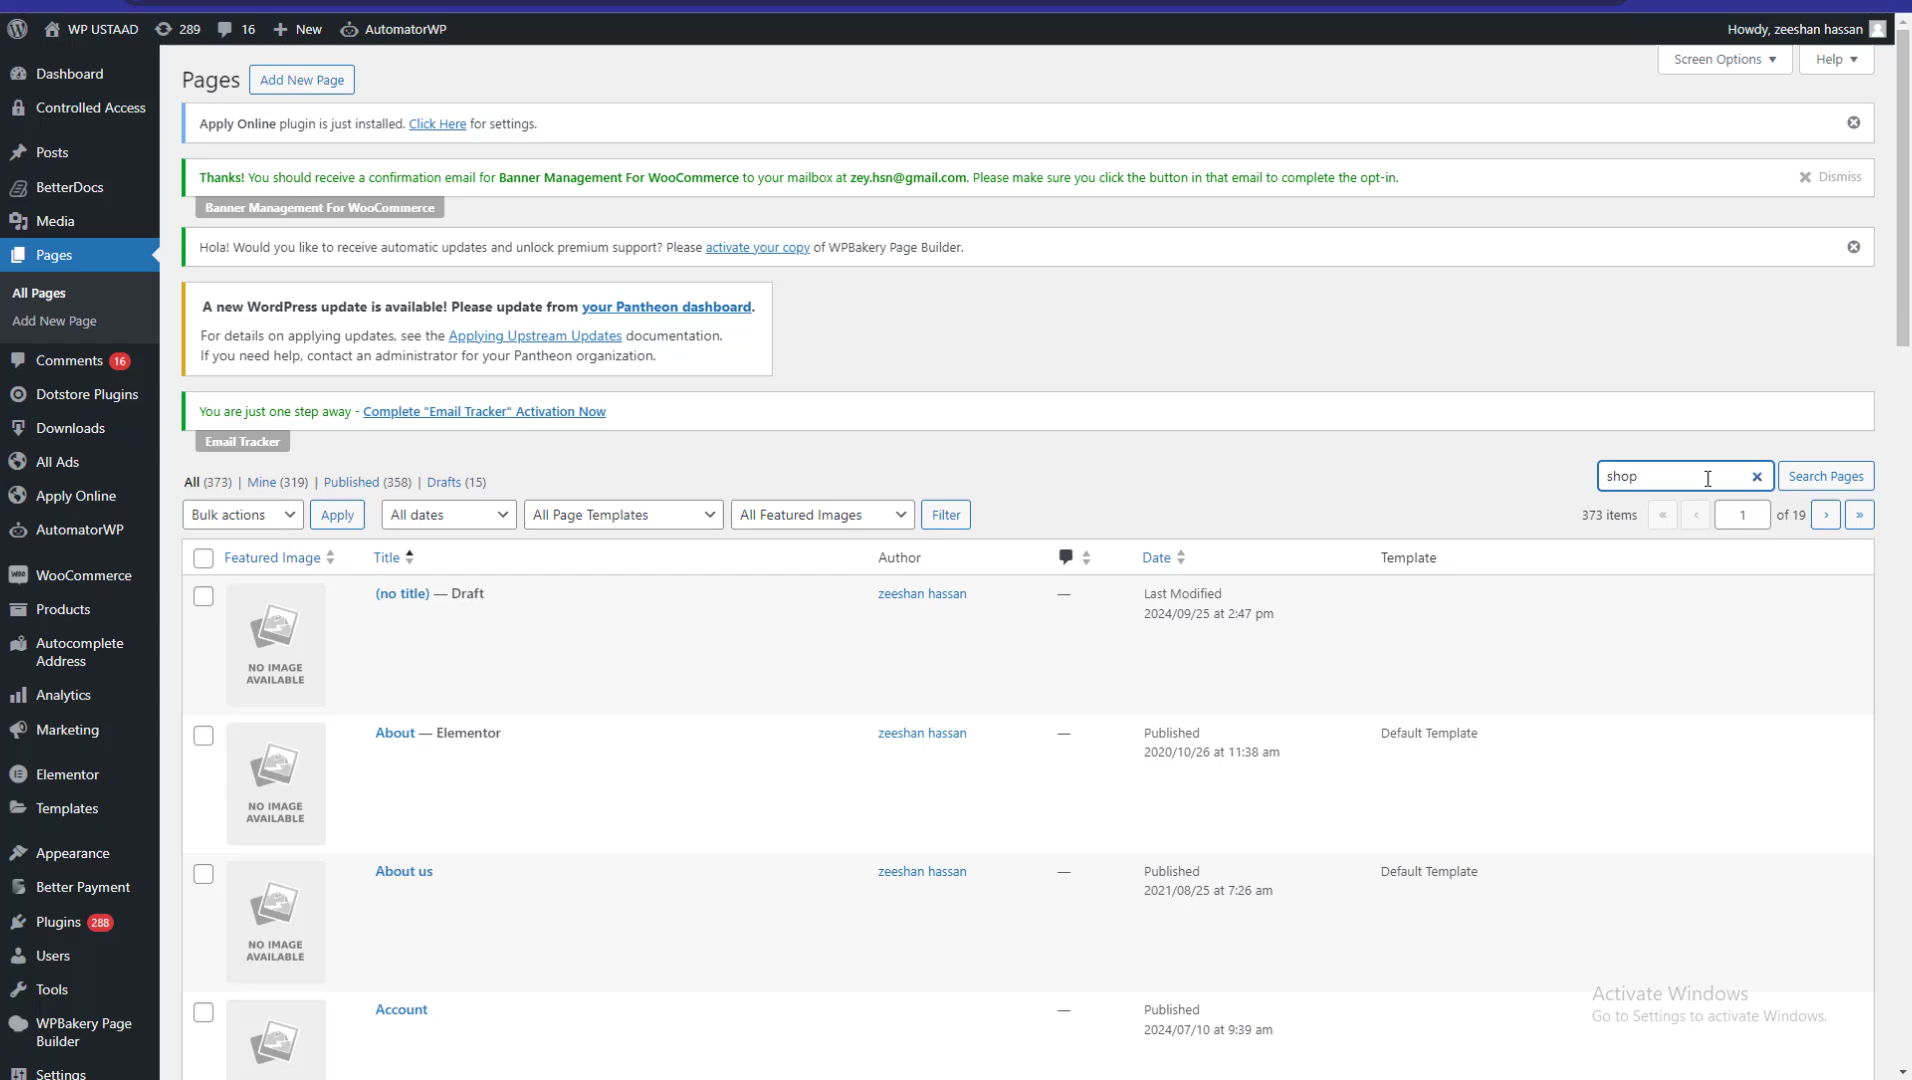 WP USTAAD 289 16 New AutomatorWP Howdy, zeeshan hassan
Screen Options Help
Dashboard
Controlled Access
Posts
BetterDocs
Media
Pages
All Pages
Add New Page
Comments 16
Dotstore Plugins
Downloads
All Ads
Apply Online
AutomatorWP
WooCommerce
Products
Autocomplete
Address
Analytics
Marketing
Elementor
Templates
Appearance
Better Payment
Plugins 288
Users
Tools
WPBakery Page
Builder
Settings
Pages Add New Page
Apply Online plugin is just installed. Click Here for settings.
Thanks! You should receive a confirmation email for Banner Management For WooCommerce to your mailbox at zey.hsn@gmail.com. Please make sure you click the button in that email to complete the opt-in. Dismiss
Banner Management For WooCommerce
Hola! Would you like to receive automatic updates and unlock premium support? Please activate your copy of WPBakery Page Builder.
A new WordPress update is available! Please update from your Pantheon dashboard.
For details on applying updates, see the Applying Upstream Updates documentation.
If you need help, contact an administrator for your Pantheon organization.
You are just one step away - Complete "Email Tracker" Activation Now
Email Tracker
All (373) | Mine (319) | Published (358) | Drafts (15) shop Search Pages
Bulk actions Apply All dates All Page Templates All Featured Images Filter 373 items « ‹ 1 of 19 › »
Featured Image Title Author Date Template
(no title) — Draft zeeshan hassan — Last Modified
2024/09/25 at 2:47 pm
NO IMAGE
AVAILABLE
About — Elementor zeeshan hassan — Published Default Template
2020/10/26 at 11:38 am
NO IMAGE
AVAILABLE
About us zeeshan hassan — Published Default Template
2021/08/25 at 7:26 am
NO IMAGE
AVAILABLE
Account — Published
2024/07/10 at 9:39 am
Activate Windows
Go to Settings to activate Windows.